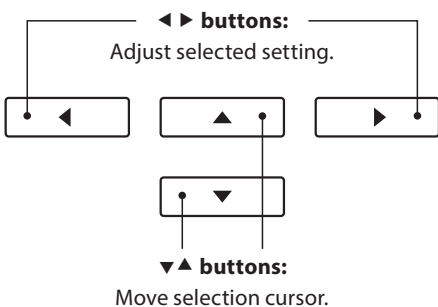 ◀ ▶ buttons:
Adjust selected setting.
◀
▲
▶
▼
▼▲ buttons:
Move selection cursor.